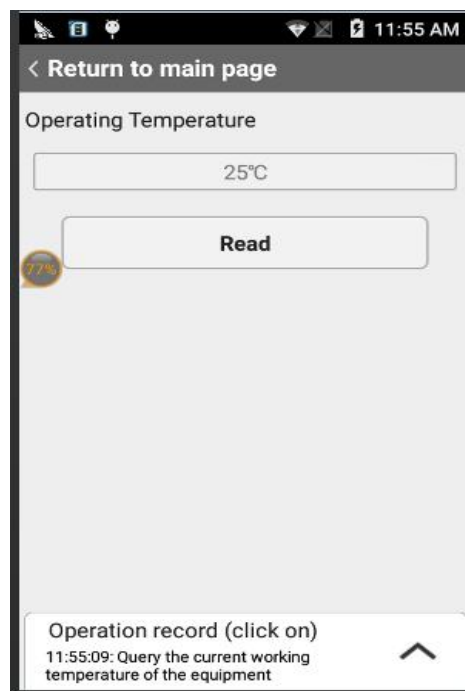 11:55 AM
< Return to main page
Operating Temperature
25℃
Read
77%
Operation record (click on)
11:55:09: Query the current working
temperature of the equipment